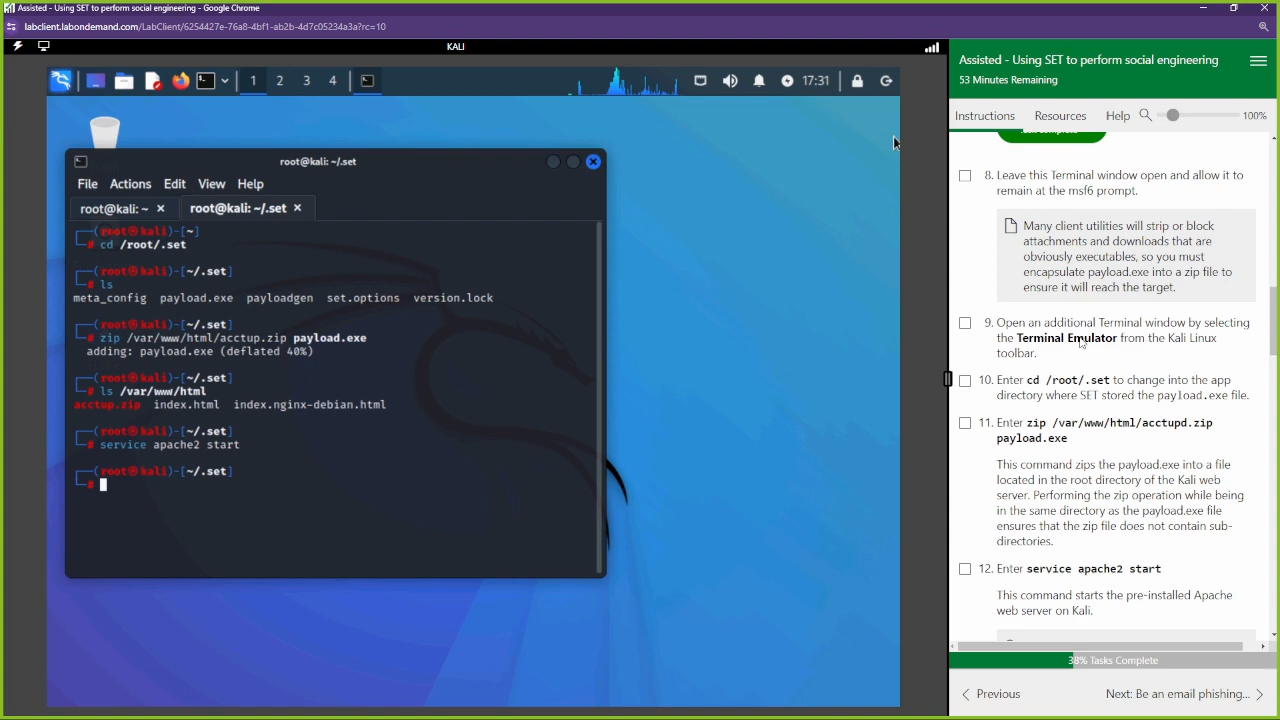 Assisted - Using SET to perform social engineering - Google Chrome
labclient.labondemand.com/LabClient/6254427e-76a8-4bf1-ab2b-4d7c05234a3a?rc=10
KALI
1 2 3 4
17:31
root@kali: ~/.set
File Actions Edit View Help
root@kali: ~ × root@kali: ~/.set ×
┌──(root㉿kali)-[~]
└─# cd /root/.set
┌──(root㉿kali)-[~/.set]
└─# ls
meta_config payload.exe payloadgen set.options version.lock
┌──(root㉿kali)-[~/.set]
└─# zip /var/www/html/acctup.zip payload.exe
adding: payload.exe (deflated 40%)
┌──(root㉿kali)-[~/.set]
└─# ls /var/www/html
acctup.zip index.html index.nginx-debian.html
┌──(root㉿kali)-[~/.set]
└─# service apache2 start
┌──(root㉿kali)-[~/.set]
└─#
Assisted - Using SET to perform social engineering
53 Minutes Remaining
Instructions Resources Help 100%
8. Leave this Terminal window open and allow it to
remain at the msf6 prompt.
Many client utilities will strip or block
attachments and downloads that are
obviously executables, so you must
encapsulate payload.exe into a zip file to
ensure it will reach the target.
9. Open an additional Terminal window by selecting
the Terminal Emulator from the Kali Linux
toolbar.
10. Enter cd /root/.set to change into the app
directory where SET stored the payload.exe file.
11. Enter zip /var/www/html/acctupd.zip
payload.exe
This command zips the payload.exe into a file
located in the root directory of the Kali web
server. Performing the zip operation while being
in the same directory as the payload.exe file
ensures that the zip file does not contain sub-
directories.
12. Enter service apache2 start
This command starts the pre-installed Apache
web server on Kali.
38% Tasks Complete
Previous Next: Be an email phishing...